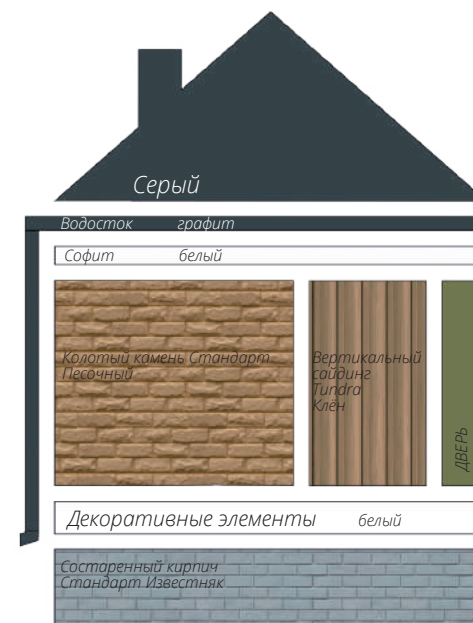 Серый
Водосток графит
Софит белый
Колотый камень Стандарт
Песочный
Вертикальный
сайдинг
Tundra
Клён
ДВЕРЬ
Декоративные элементы белый
Состаренный кирпич
Стандарт Известняк